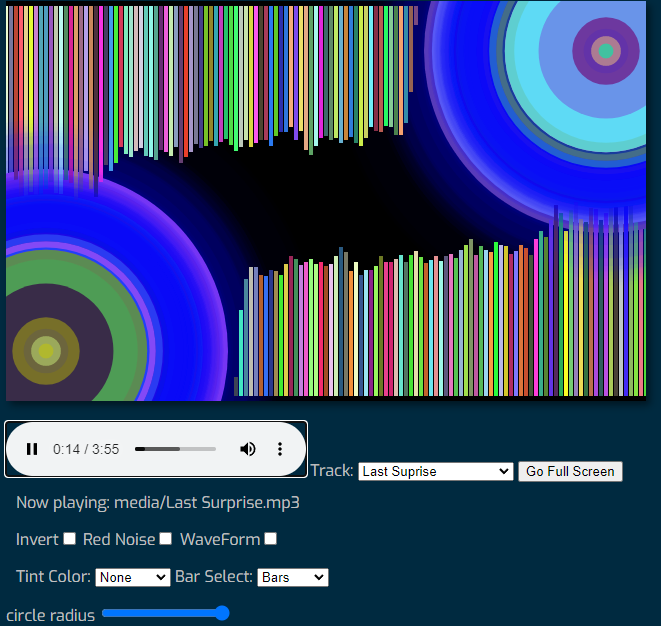 0:14 / 3:55
Track: Last Suprise Go Full Screen
Now playing: media/Last Surprise.mp3
Invert Red Noise WaveForm
Tint Color: None Bar Select: Bars
circle radius